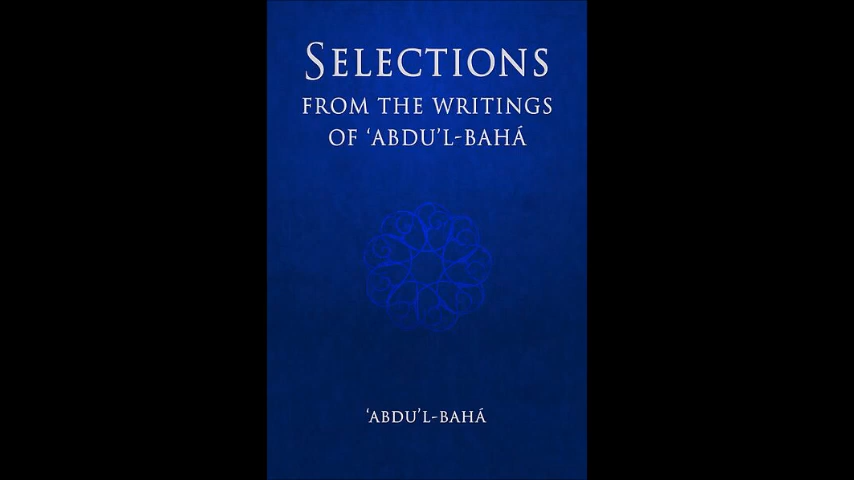 SELECTIONS
FROM THE WRITINGS
OF ‘ABDU’L-BAHÁ
‘ABDU’L-BAHÁ